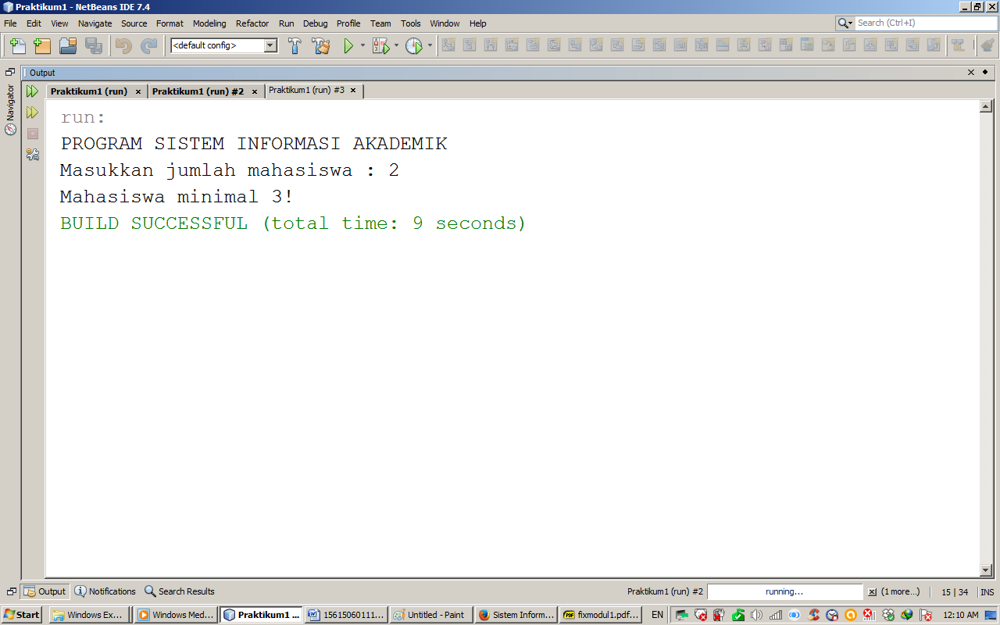 Praktikum1 - NetBeans IDE 7.4
File Edit View Navigate Source Format Modeling Refactor Run Debug Profile Team Tools Window Help
Search (Ctrl+I)
<default config>
Output
Navigator
Praktikum1 (run) Praktikum1 (run) #2 Praktikum1 (run) #3
run:
PROGRAM SISTEM INFORMASI AKADEMIK
Masukkan jumlah mahasiswa : 2
Mahasiswa minimal 3!
BUILD SUCCESSFUL (total time: 9 seconds)
Output Notifications Search Results Praktikum1 (run) #2 running... (1 more...) 15 | 34 INS
Start Windows Ex... Windows Med... Praktikum1 ... 15615060111... Untitled - Paint Sistem Inform... fixmodul1.pdf... EN 12:10 AM